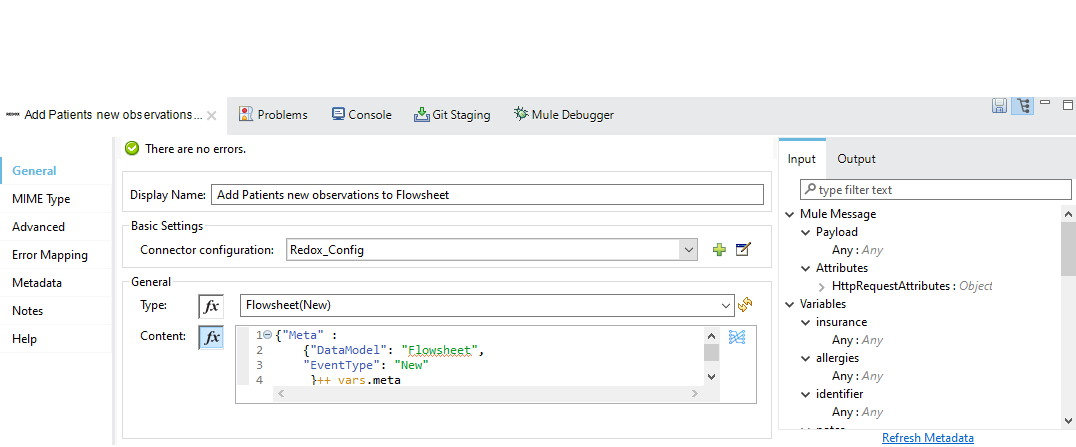 REDOX Add Patients new observations... Problems Console Git Staging Mule Debugger
General
MIME Type
Advanced
Error Mapping
Metadata
Notes
Help
There are no errors.
Display Name: Add Patients new observations to Flowsheet
Basic Settings
Connector configuration: Redox_Config
General
Type: fx Flowsheet(New)
Content: fx
1 {"Meta" :
2 {"DataModel": "Flowsheet",
3 "EventType": "New"
4 }++ vars.meta
Input Output
type filter text
Mule Message
Payload
Any : Any
Attributes
HttpRequestAttributes : Object
Variables
insurance
Any : Any
allergies
Any : Any
identifier
Any : Any
Refresh Metadata